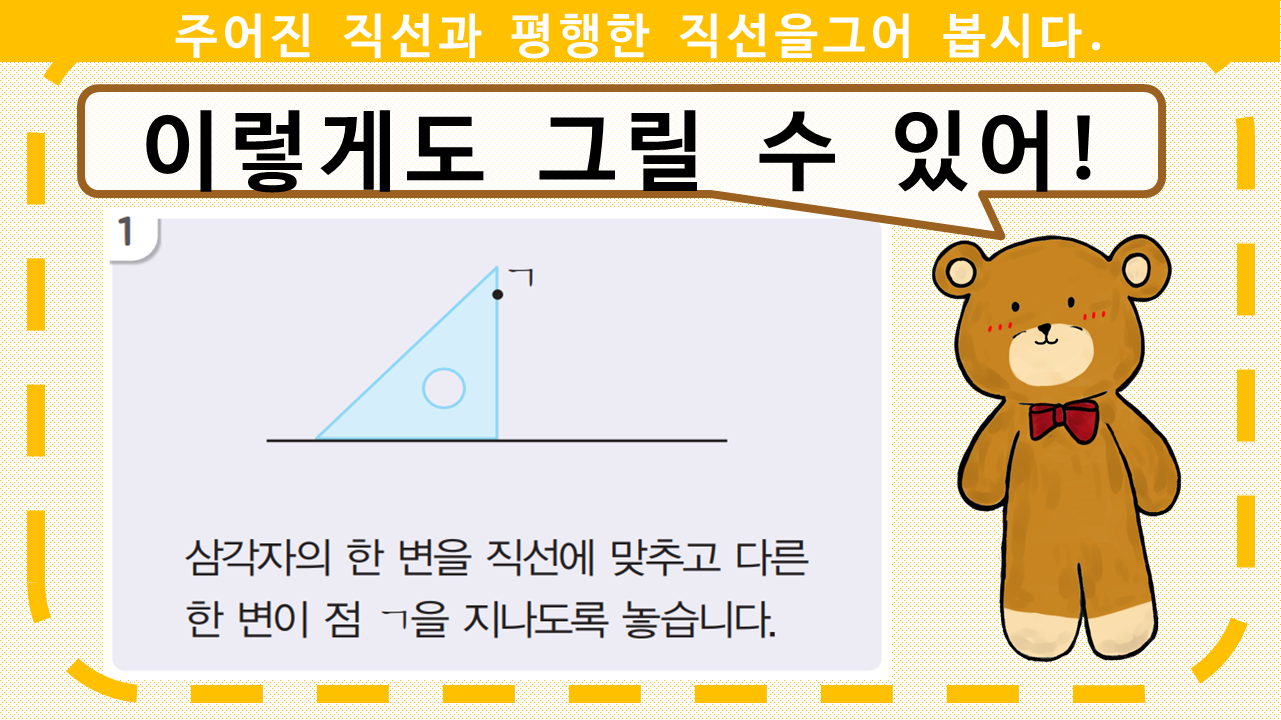 주어진 직선과 평행한 직선을그어 봅시다.
이렇게도 그릴 수 있어!
1
ㄱ
삼각자의 한 변을 직선에 맞추고 다른
한 변이 점 ㄱ을 지나도록 놓습니다.